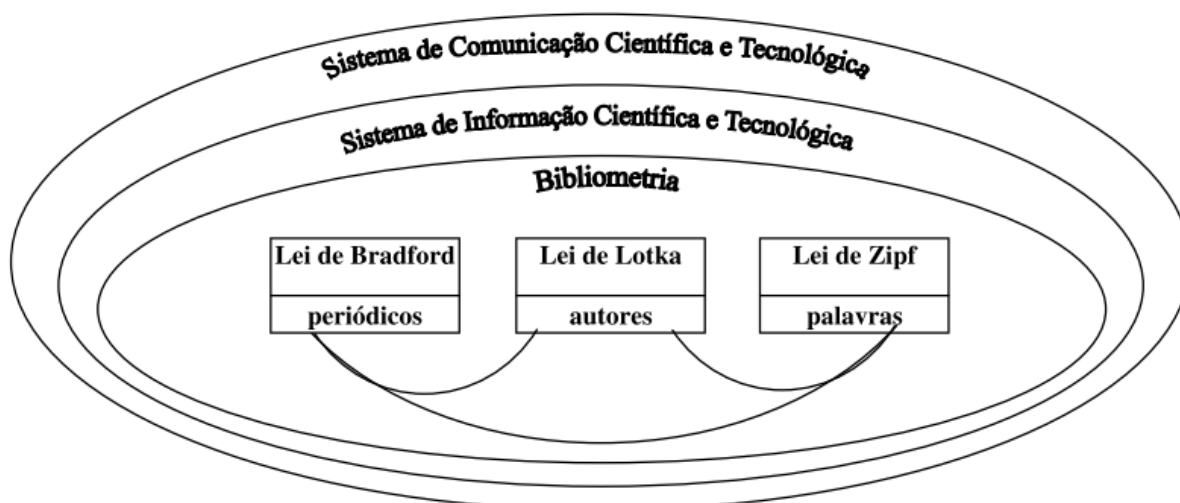 Sistema de Comunicação Científica e Tecnológica
Sistema de Informação Científica e Tecnológica
Bibliometria
Lei de Bradford
periódicos
Lei de Lotka
autores
Lei de Zipf
palavras